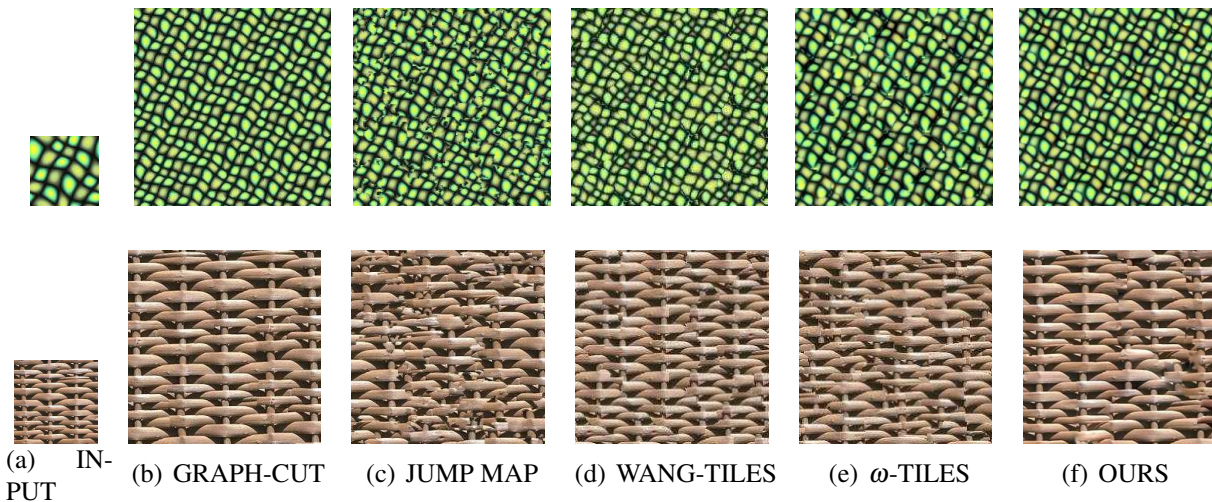 (a) IN-
PUT
(b) GRAPH-CUT
(c) JUMP MAP
(d) WANG-TILES
(e) ω-TILES
(f) OURS